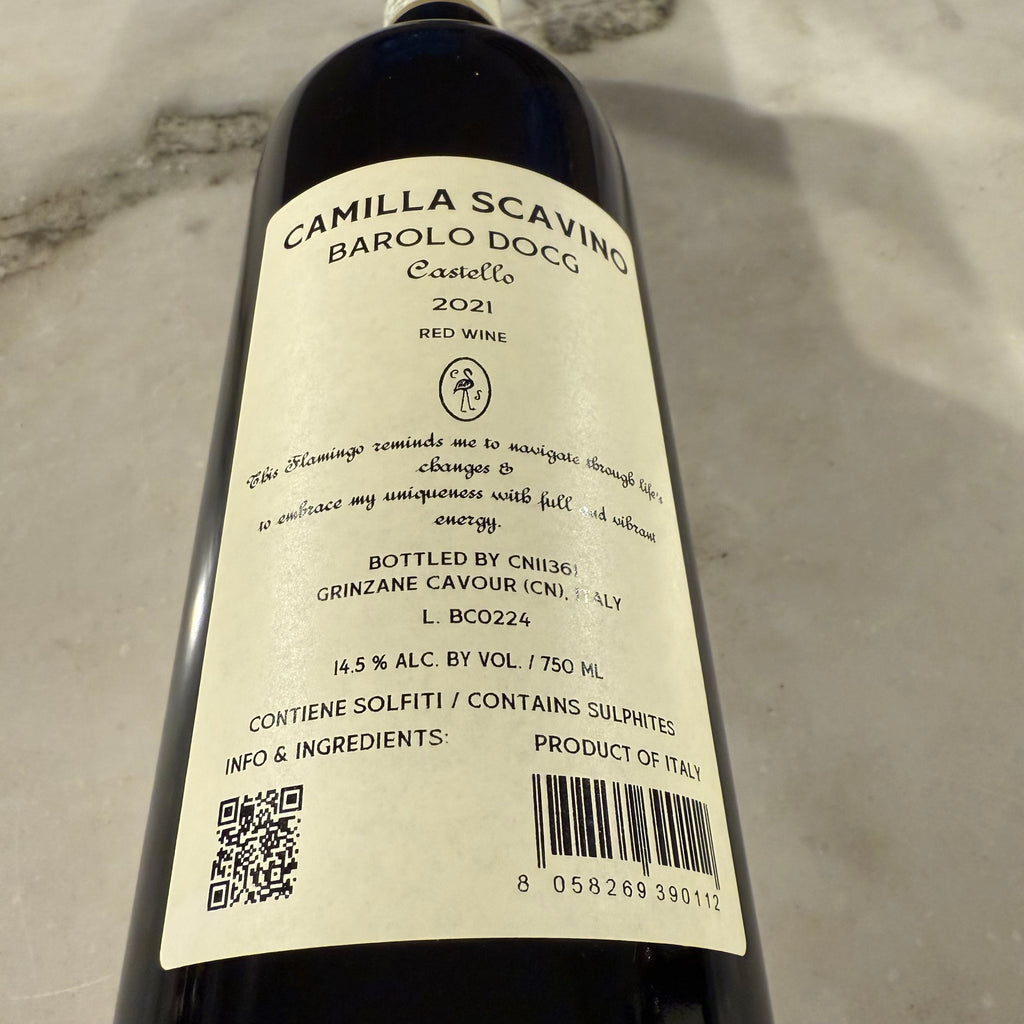 CAMILLA SCAVINO
BAROLO DOCG
Castello
2021
RED WINE
C S
This Flamingo reminds me to navigate through life's
changes &
to embrace my uniqueness with full and vibrant
energy.
BOTTLED BY
GRINZANE CAVOUR (CN), ITALY
L. BC0224
14.5 % ALC. BY VOL. / 750 ML
CONTIENE SOLFITI / CONTAINS SULPHITES
INFO & INGREDIENTS:
PRODUCT OF ITALY
8 058269 390112